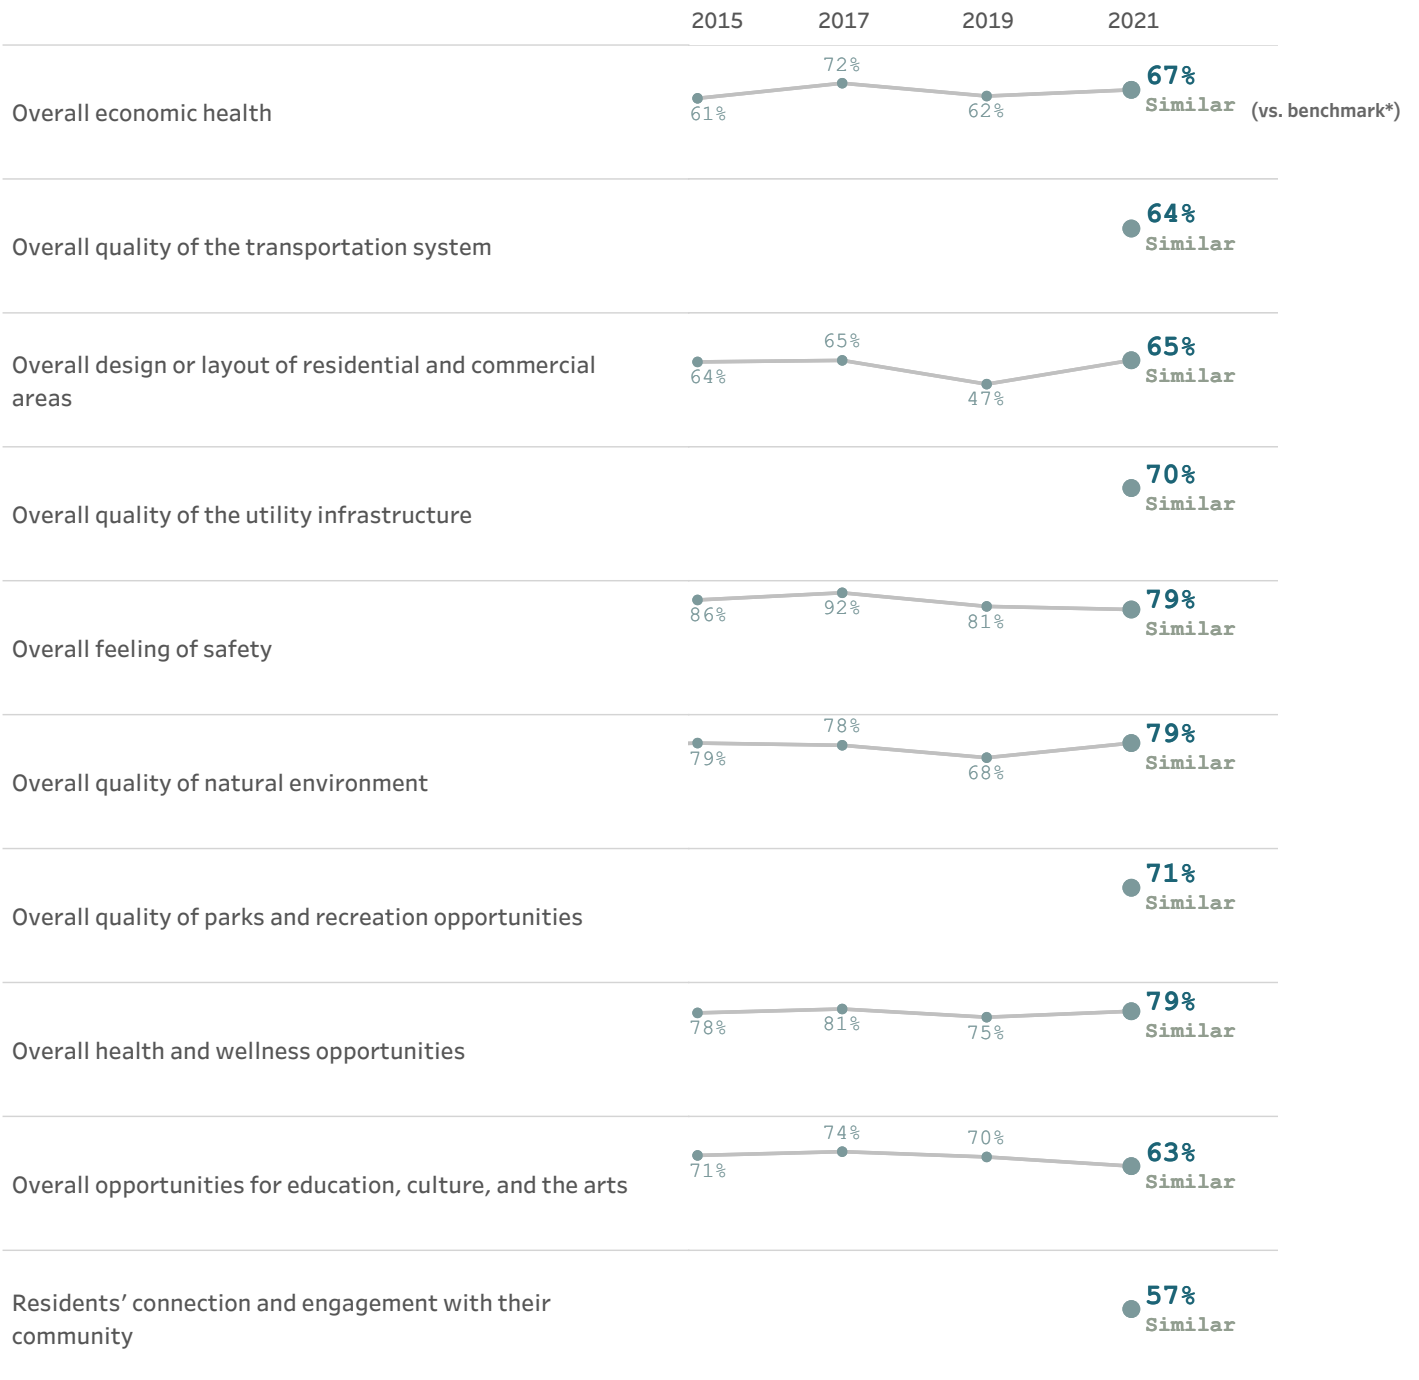 2015 2017 2019 2021
72%
67%
Overall economic health
61%
62%
Similar
(vs. benchmark*)
64%
Overall quality of the transportation system
Similar
65%
65%
Overall design or layout of residential and commercial
areas
64%
47%
Similar
70%
Overall quality of the utility infrastructure
Similar
86%
92%
81%
79%
Similar
Overall feeling of safety
78%
79%
79%
68%
Similar
Overall quality of natural environment
71%
Similar
Overall quality of parks and recreation opportunities
79%
78%
81%
75%
Similar
Overall health and wellness opportunities
74%
70%
63%
71%
Similar
Overall opportunities for education, culture, and the arts
57%
Residents’ connection and engagement with their
community
Similar